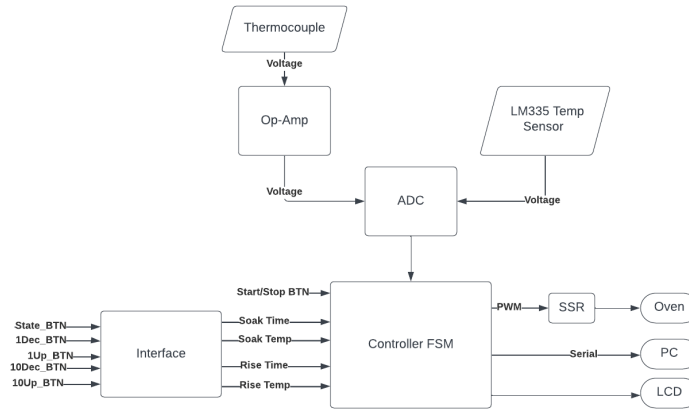 Thermocouple
Voltage
Op-Amp
LM335 Temp
Sensor
Voltage
ADC
Voltage
Start/Stop BTN
PWM
SSR
Oven
State_BTN
Soak Time
1Dec_BTN
Soak Temp
Interface
Controller FSM
1Up_BTN
Serial
PC
10Dec_BTN
Rise Time
10Up_BTN
Rise Temp
LCD